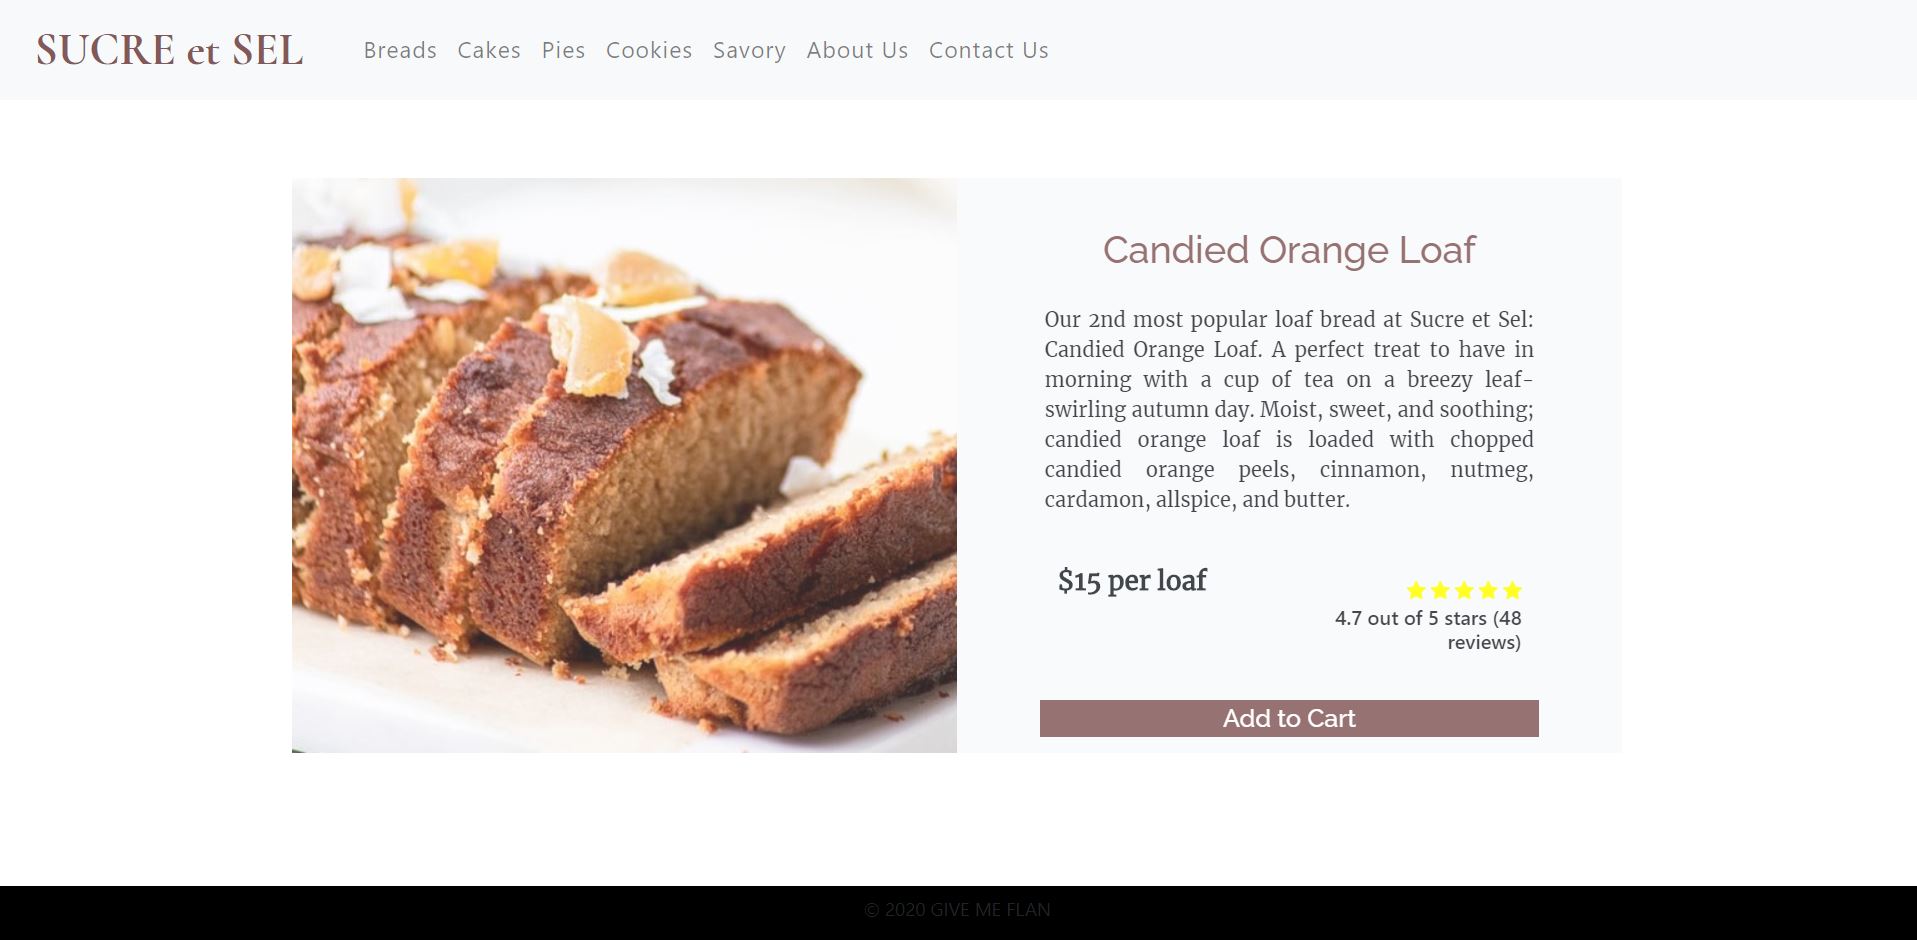 SUCRE et SEL
Breads Cakes Pies Cookies Savory About Us Contact Us
Candied Orange Loaf
Our 2nd most popular loaf bread at Sucre et Sel:
Candied Orange Loaf. A perfect treat to have in
morning with a cup of tea on a breezy leaf-
swirling autumn day. Moist, sweet, and soothing;
candied orange loaf is loaded with chopped
candied orange peels, cinnamon, nutmeg,
cardamon, allspice, and butter.
$15 per loaf
4.7 out of 5 stars (48
reviews)
Add to Cart
© 2020 GIVE ME FLAN